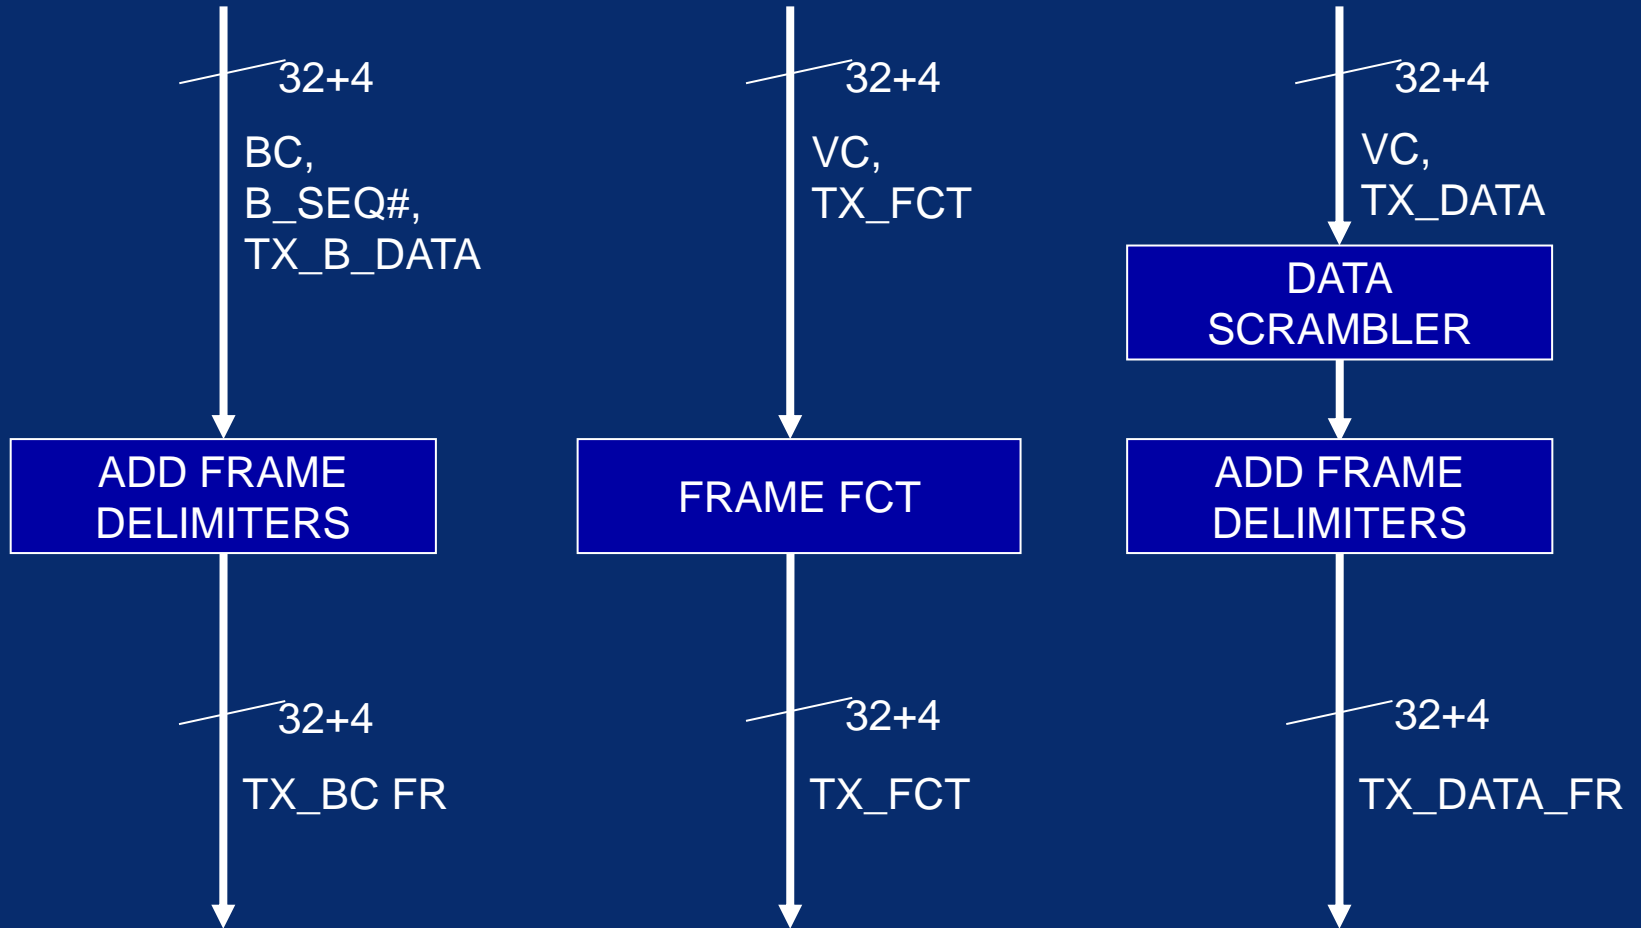 32+4
BC,
B_SEQ#,
TX_B_DATA
ADD FRAME
DELIMITERS
32+4
TX_BC FR
32+4
VC,
TX_FCT
FRAME FCT
32+4
TX_FCT
32+4
VC,
TX_DATA
DATA
SCRAMBLER
ADD FRAME
DELIMITERS
32+4
TX_DATA_FR